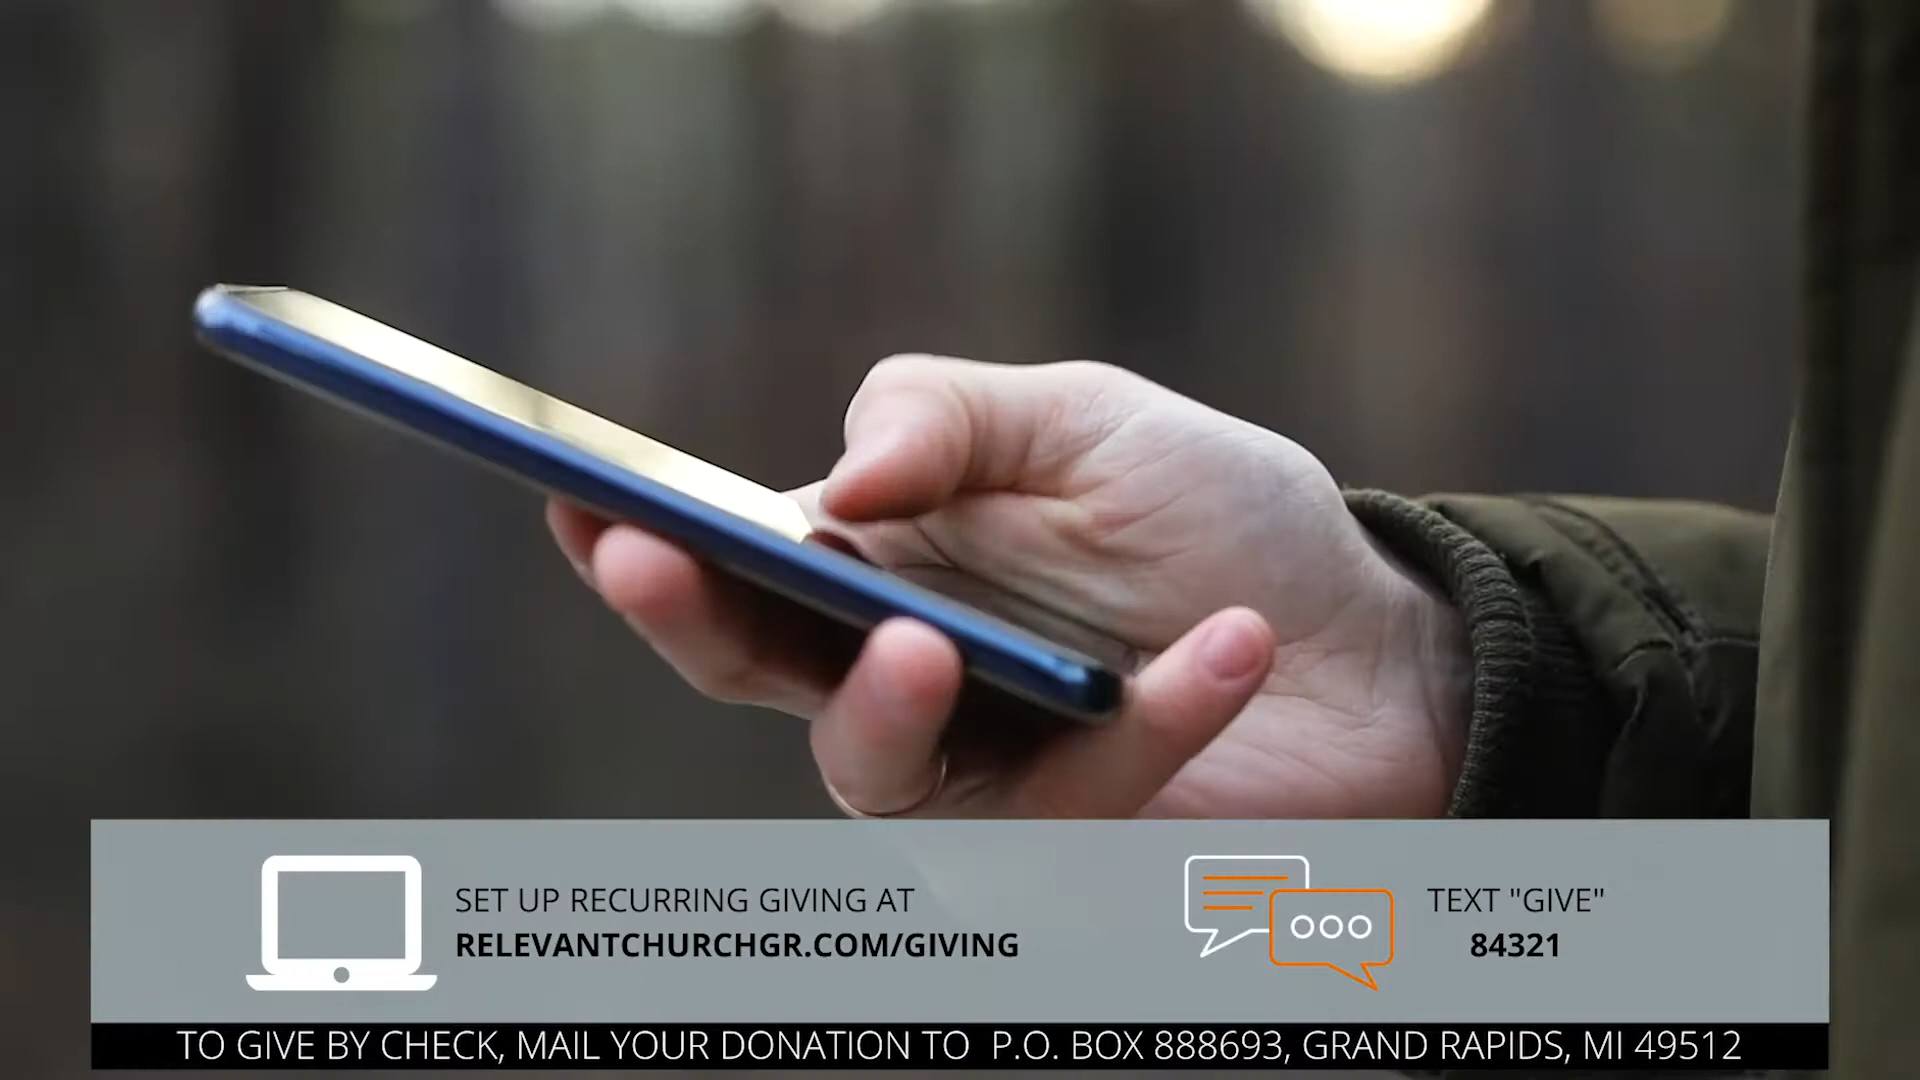 SET UP RECURRING GIVING AT
RELEVANTCHURCHGR.COM/GIVING
TEXT "GIVE"
84321
TO GIVE BY CHECK, MAIL YOUR DONATION TO P.O. BOX 888693, GRAND RAPIDS, MI 49512